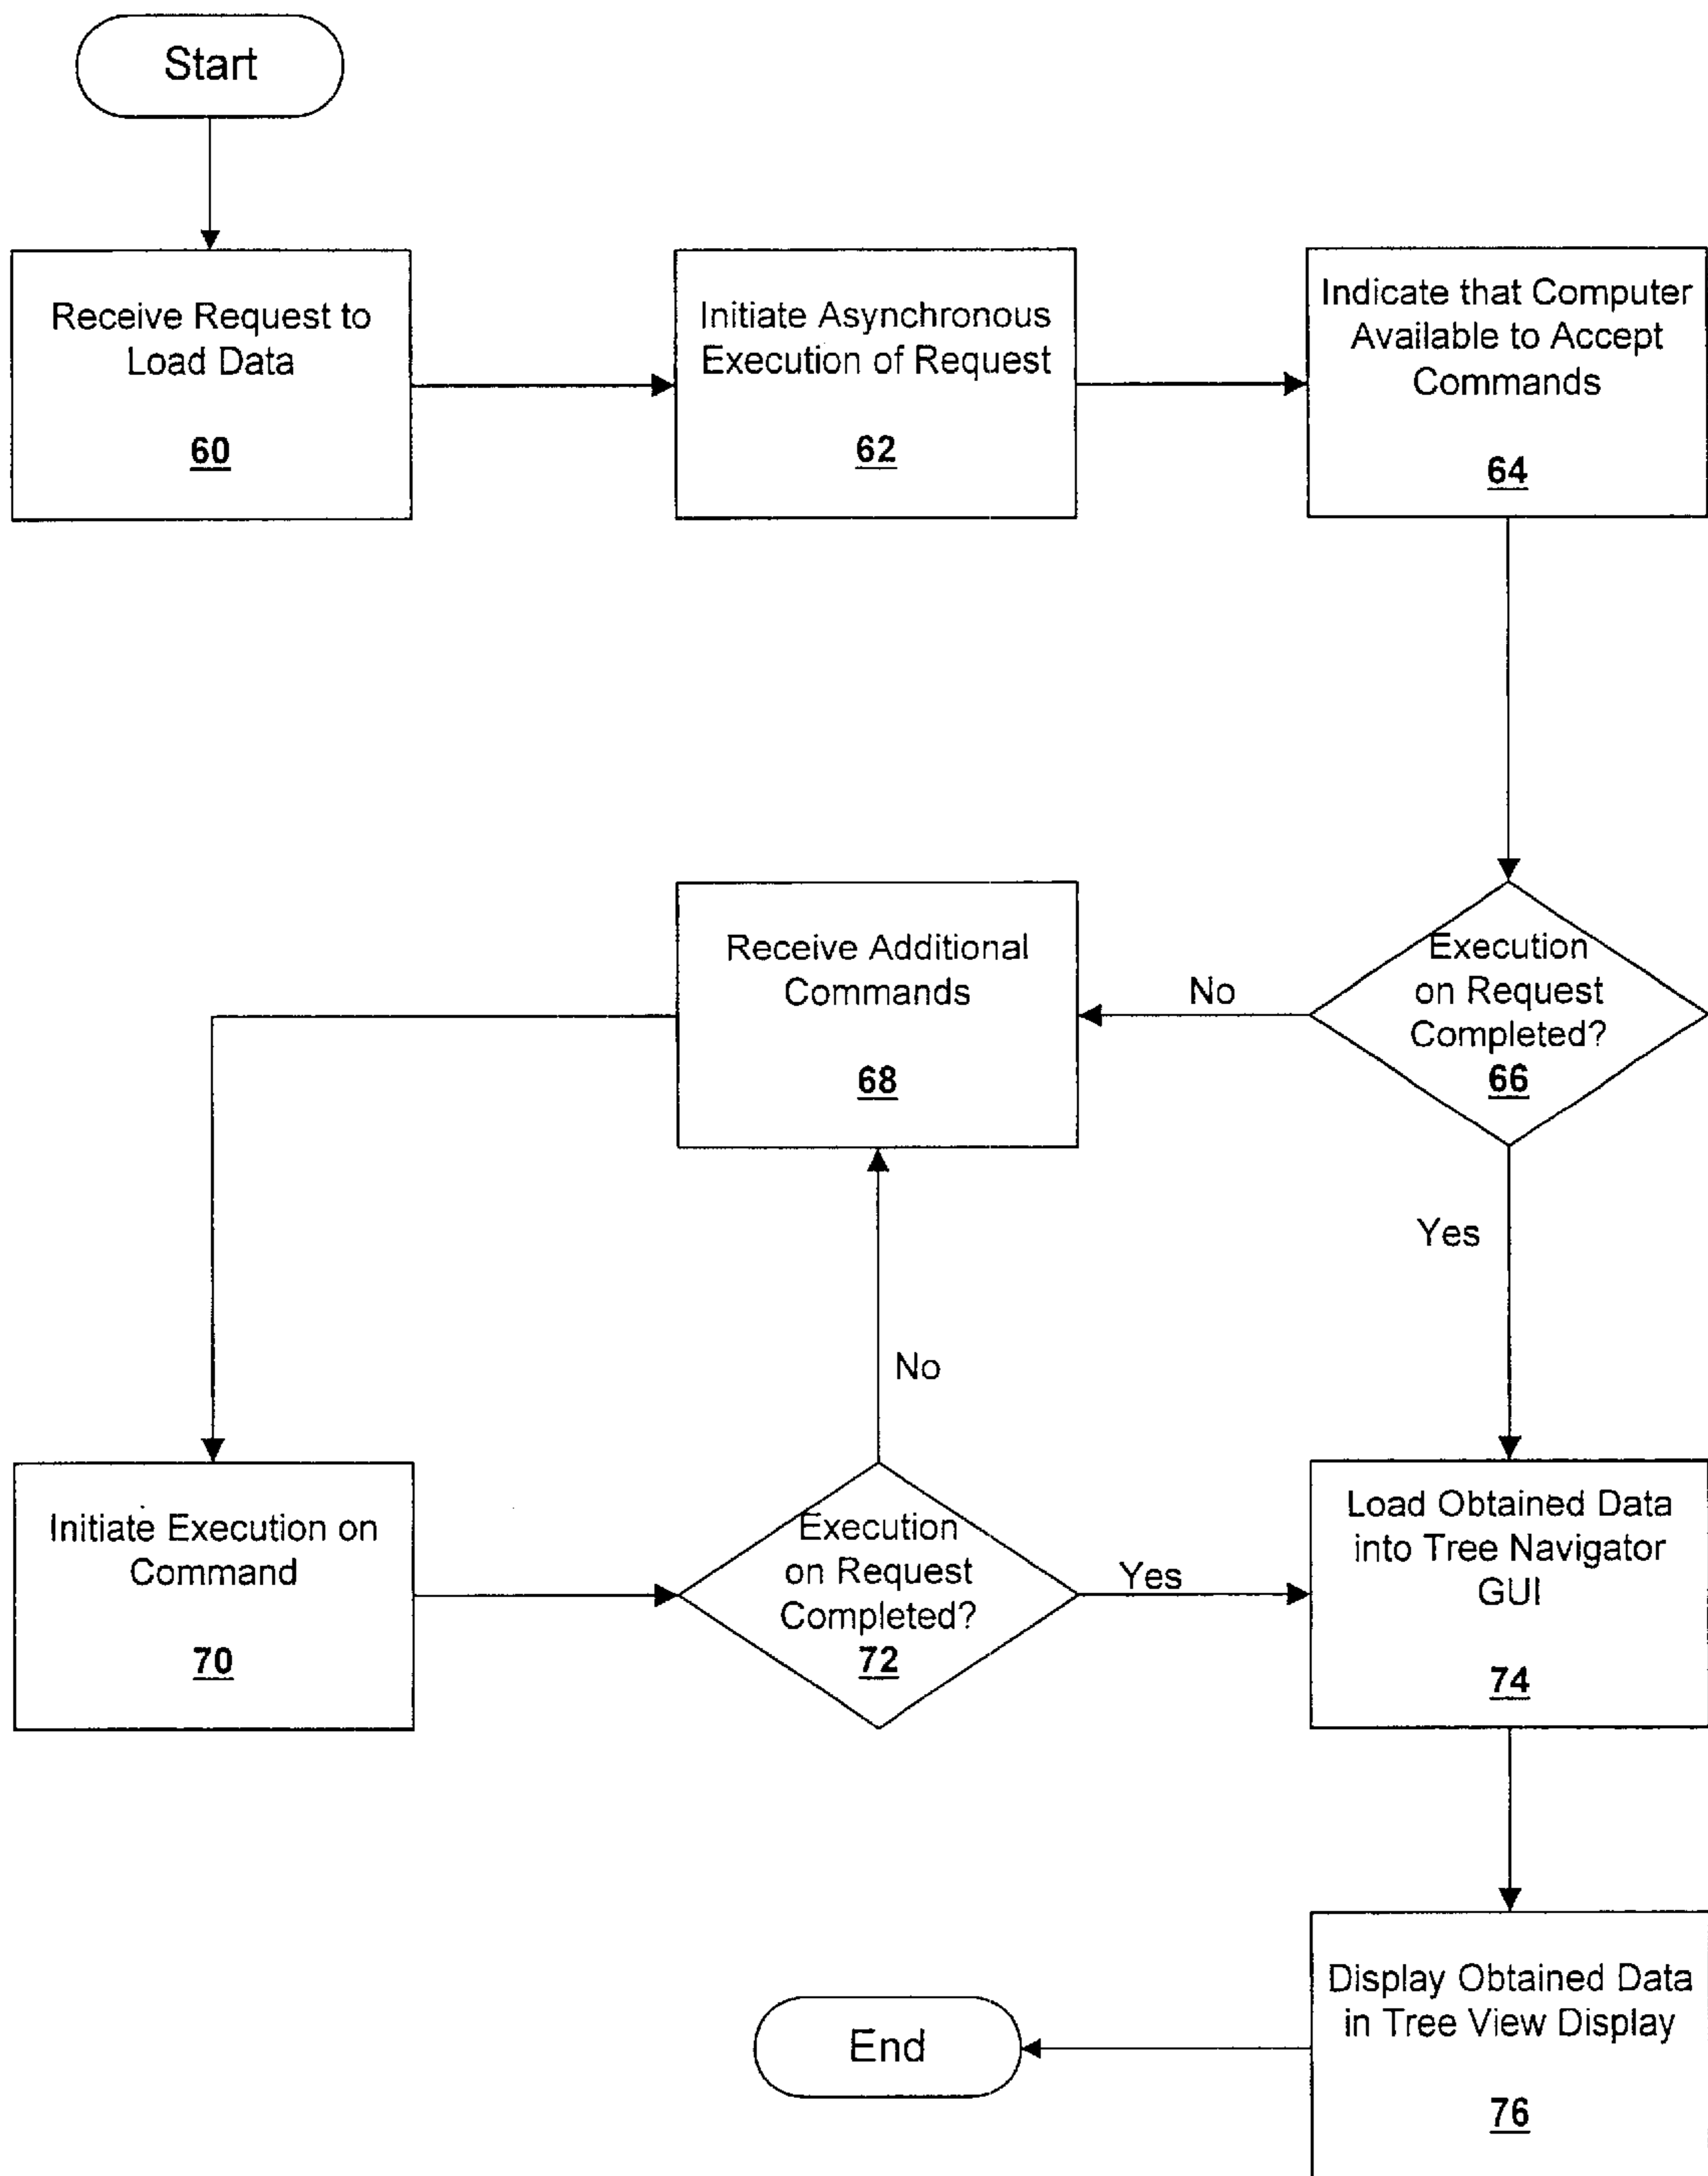 Start
Receive Request to
Load Data
60
Initiate Asynchronous
Execution of Request
62
Indicate that Computer
Available to Accept
Commands
64
Receive Additional
Commands
68
No
Execution
on Request
Completed?
66
Yes
No
Initiate Execution on
Command
70
Execution
on Request
Completed?
72
Yes
Load Obtained Data
into Tree Navigator
GUI
74
Display Obtained Data
in Tree View Display
76
End